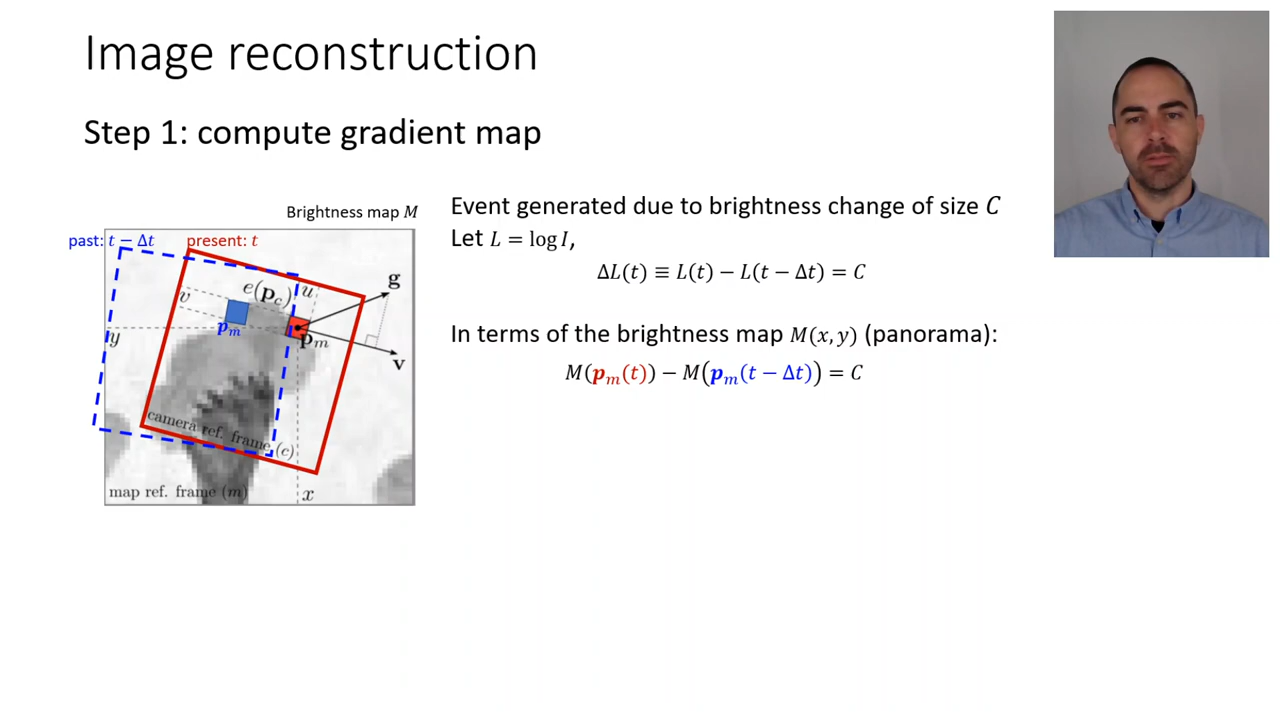 Image reconstruction
Step 1: compute gradient map
Brightness map M
past: t − Δt
present: t
g
e(p_c)
u
v
p_m
p_m
y
v
camera ref. frame (c)
map ref. frame (m)
x
Event generated due to brightness change of size C
Let L = log I,
ΔL(t) ≡ L(t) − L(t − Δt) = C
In terms of the brightness map M(x, y) (panorama):
M(p_m(t)) − M(p_m(t − Δt)) = C